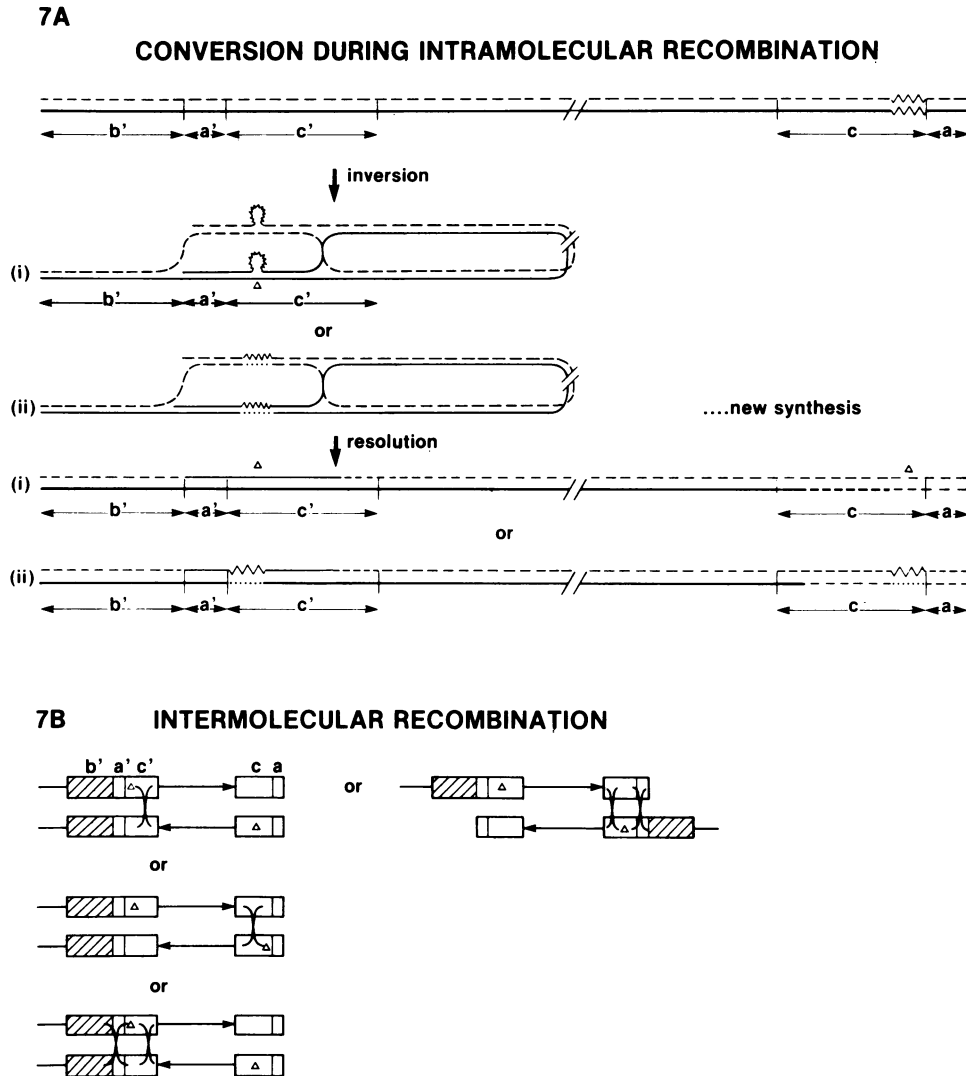 7A
CONVERSION DURING INTRAMOLECULAR RECOMBINATION
b' a' c' c a
inversion
(i)
Δ
b' a' c'
or
(ii)
....new synthesis
resolution
Δ Δ
(i)
b' a' c' c a
or
(ii)
b' a' c' c a
7B INTERMOLECULAR RECOMBINATION
b' a' c' c a
Δ or Δ
Δ Δ
or
Δ
Δ
or
Δ
Δ